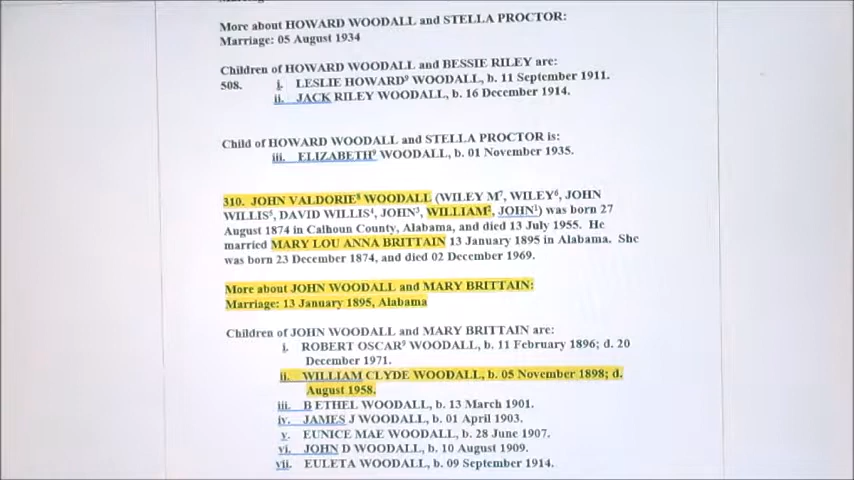 More about HOWARD WOODALL and STELLA PROCTOR:
Marriage: 05 August 1934
Children of HOWARD WOODALL and BESSIE RILEY are:
508. i. LESLIE HOWARD⁹ WOODALL, b. 11 September 1911.
ii. JACK RILEY WOODALL, b. 16 December 1914.
Child of HOWARD WOODALL and STELLA PROCTOR is:
iii. ELIZABETH⁹ WOODALL, b. 01 November 1935.
310. JOHN VALDORIE⁸ WOODALL (WILEY M⁷, WILEY⁶, JOHN
WILLIS⁵, DAVID WILLIS⁴, JOHN³, WILLIAM², JOHN¹) was born 27
August 1874 in Calhoun County, Alabama, and died 13 July 1955. He
married MARY LOU ANNA BRITTAIN 13 January 1895 in Alabama. She
was born 23 December 1874, and died 02 December 1969.
More about JOHN WOODALL and MARY BRITTAIN:
Marriage: 13 January 1895, Alabama
Children of JOHN WOODALL and MARY BRITTAIN are:
i. ROBERT OSCAR⁹ WOODALL, b. 11 February 1896; d. 20
December 1971.
ii. WILLIAM CLYDE WOODALL, b. 05 November 1898; d.
August 1958.
iii. B ETHEL WOODALL, b. 13 March 1901.
iv. JAMES J WOODALL, b. 01 April 1903.
v. EUNICE MAE WOODALL, b. 28 June 1907.
vi. JOHN D WOODALL, b. 10 August 1909.
vii. EULETA WOODALL, b. 09 September 1914.